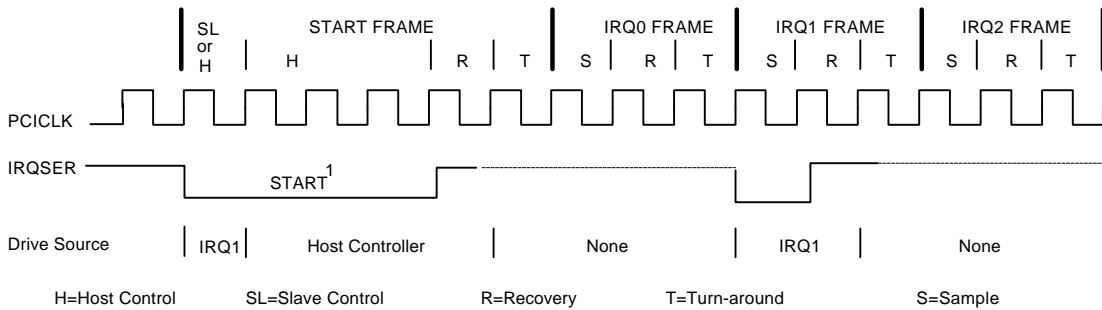 SL or H
START FRAME
IRQ0 FRAME
IRQ1 FRAME
IRQ2 FRAME
H
R
T
S
R
T
S
R
T
S
R
T
PCICLK
IRQSER
START1
Drive Source
IRQ1
Host Controller
None
IRQ1
None
H=Host Control
SL=Slave Control
R=Recovery
T=Turn-around
S=Sample